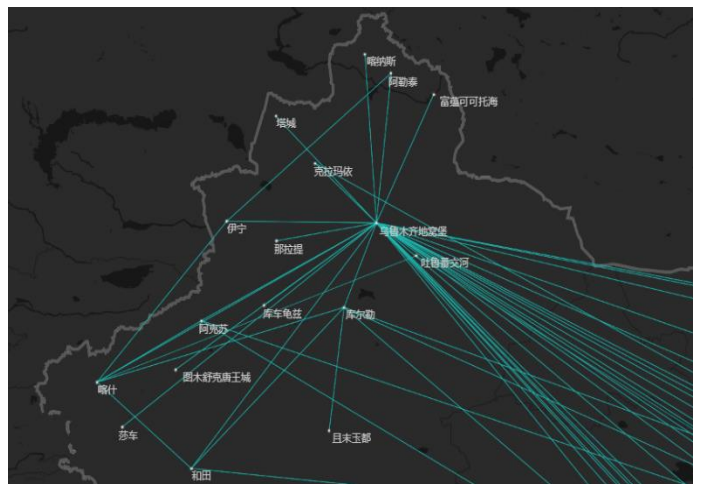 喀纳斯
阿勒泰
富蕴可可托海
塔城
克拉玛依
伊宁
乌鲁木齐地窝堡
那拉提
吐鲁番交河
库车龟兹
库尔勒
阿克苏
图木舒克唐王城
喀什
莎车
且末玉都
和田